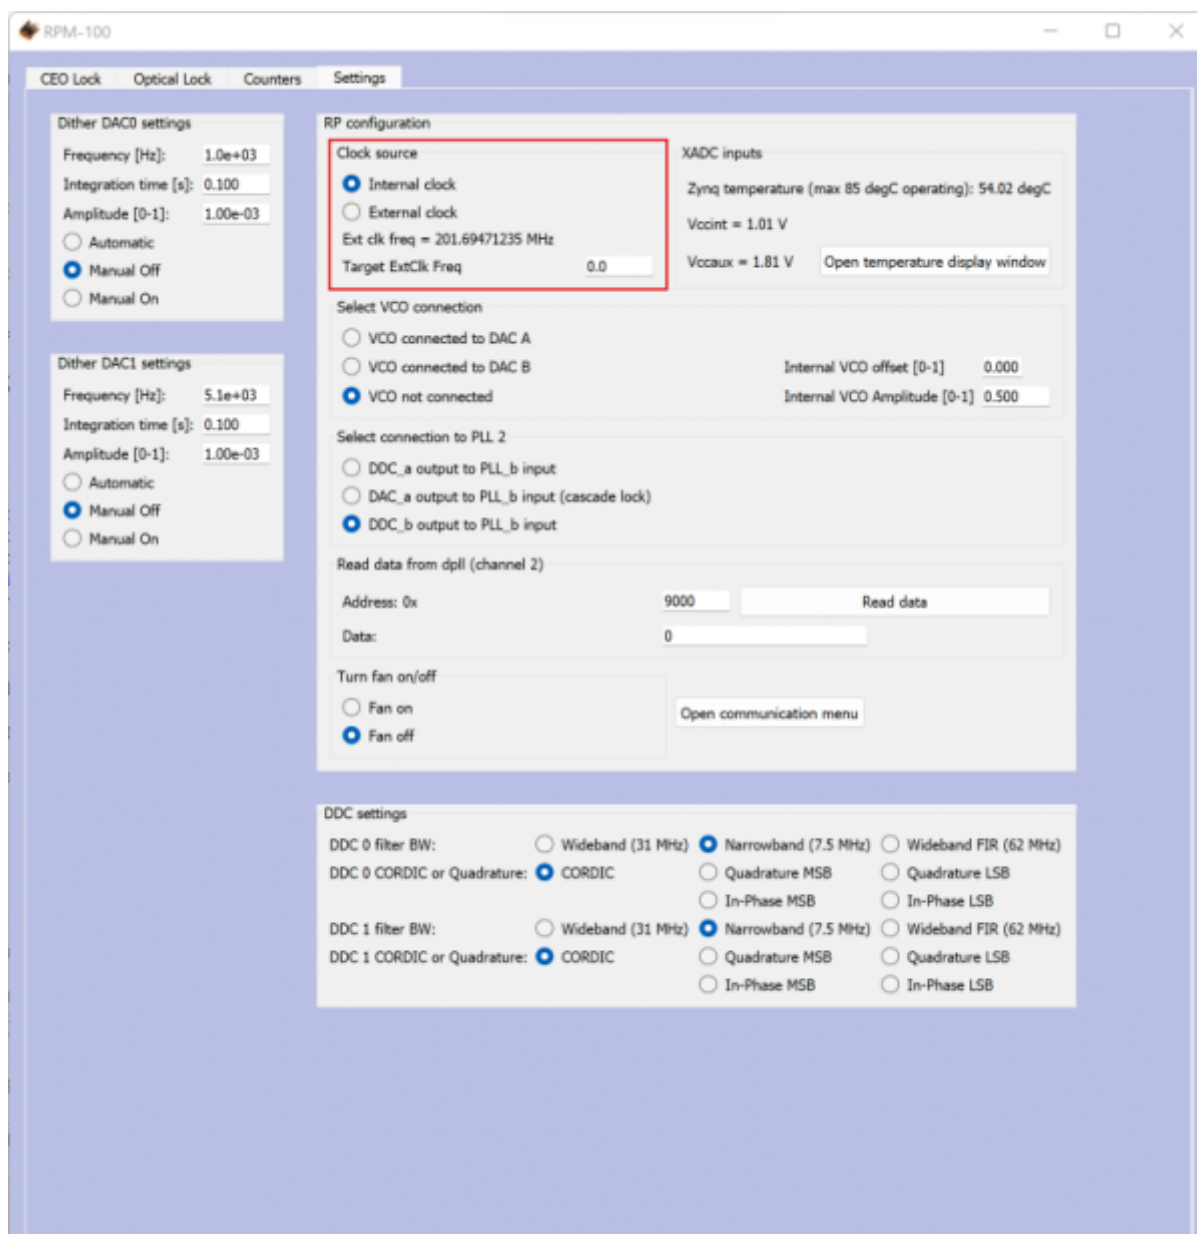 RPM-100
CEO Lock Optical Lock Counters Settings
Dither DAC0 settings
Frequency [Hz]: 1.0e+03
Integration time [s]: 0.100
Amplitude [0-1]: 1.00e-03
Automatic
Manual Off
Manual On
Dither DAC1 settings
Frequency [Hz]: 5.1e+03
Integration time [s]: 0.100
Amplitude [0-1]: 1.00e-03
Automatic
Manual Off
Manual On
RP configuration
Clock source
Internal clock
External clock
Ext clk freq = 201.69471235 MHz
Target ExtClk Freq 0.0
XADC inputs
Zynq temperature (max 85 degC operating): 54.02 degC
Vccint = 1.01 V
Vccaux = 1.81 V Open temperature display window
Select VCO connection
VCO connected to DAC A
VCO connected to DAC B Internal VCO offset [0-1] 0.000
VCO not connected Internal VCO Amplitude [0-1] 0.500
Select connection to PLL 2
DDC_a output to PLL_b input
DAC_a output to PLL_b input (cascade lock)
DDC_b output to PLL_b input
Read data from dpll (channel 2)
Address: 0x 9000 Read data
Data: 0
Turn fan on/off
Fan on
Fan off
Open communication menu
DDC settings
DDC 0 filter BW: Wideband (31 MHz) Narrowband (7.5 MHz) Wideband FIR (62 MHz)
DDC 0 CORDIC or Quadrature: CORDIC Quadrature MSB Quadrature LSB
In-Phase MSB In-Phase LSB
DDC 1 filter BW: Wideband (31 MHz) Narrowband (7.5 MHz) Wideband FIR (62 MHz)
DDC 1 CORDIC or Quadrature: CORDIC Quadrature MSB Quadrature LSB
In-Phase MSB In-Phase LSB